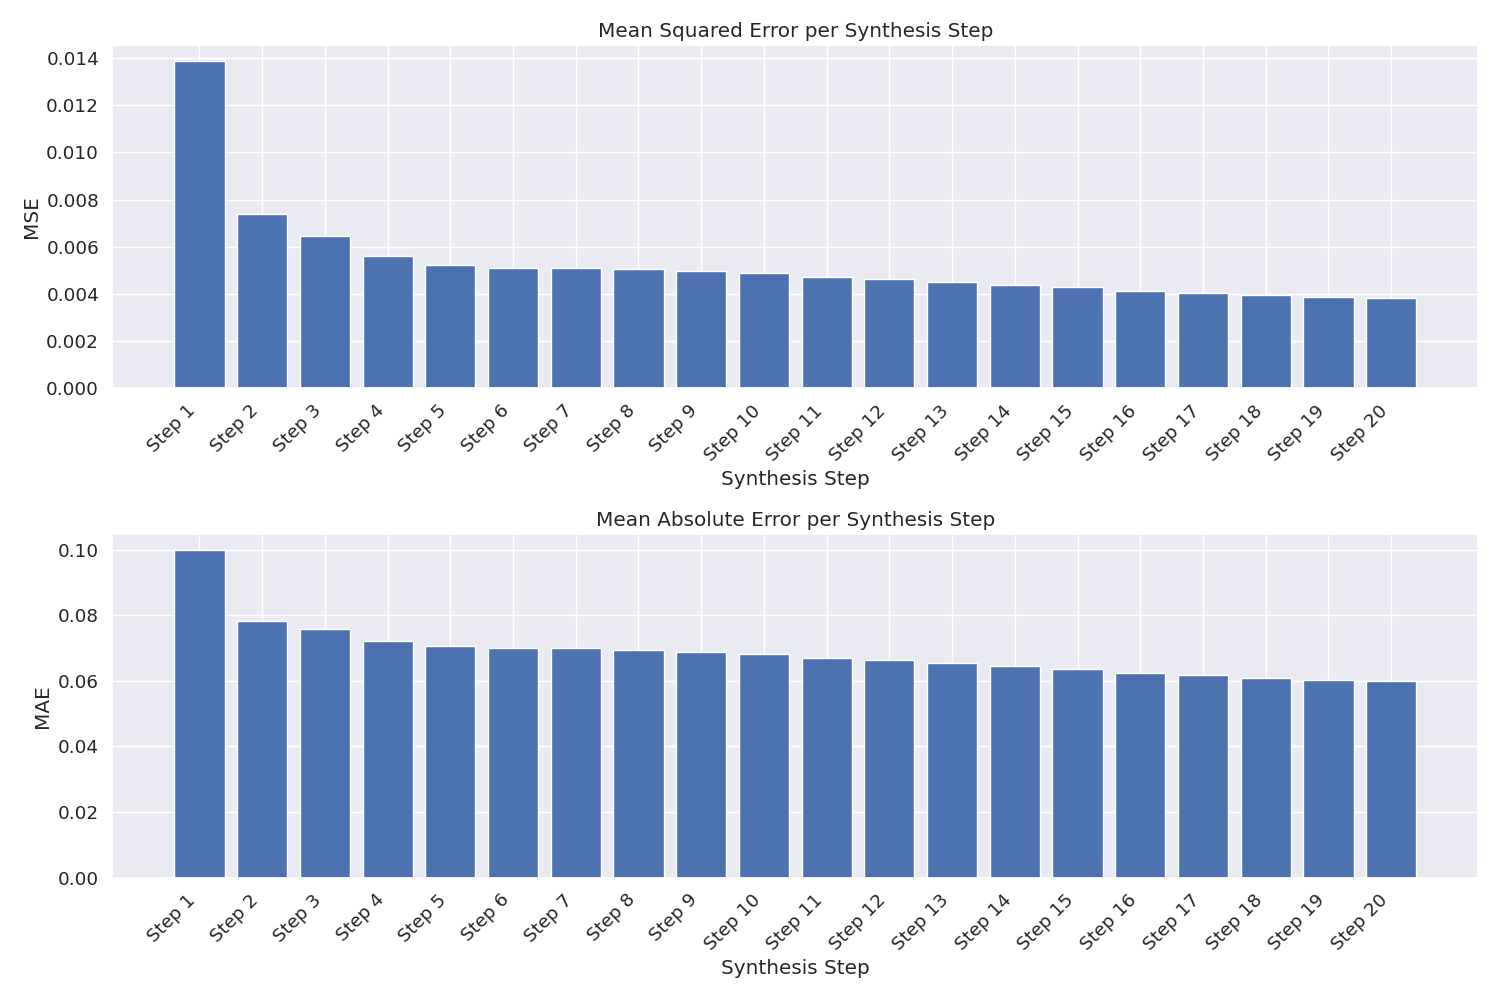 Mean Squared Error per Synthesis Step
MSE
0.014
0.012
0.010
0.008
0.006
0.004
0.002
0.000
Step 1
Step 2
Step 3
Step 4
Step 5
Step 6
Step 7
Step 8
Step 9
Step 10
Step 11
Step 12
Step 13
Step 14
Step 15
Step 16
Step 17
Step 18
Step 19
Step 20
Synthesis Step
Mean Absolute Error per Synthesis Step
MAE
0.10
0.08
0.06
0.04
0.02
0.00
Step 1
Step 2
Step 3
Step 4
Step 5
Step 6
Step 7
Step 8
Step 9
Step 10
Step 11
Step 12
Step 13
Step 14
Step 15
Step 16
Step 17
Step 18
Step 19
Step 20
Synthesis Step